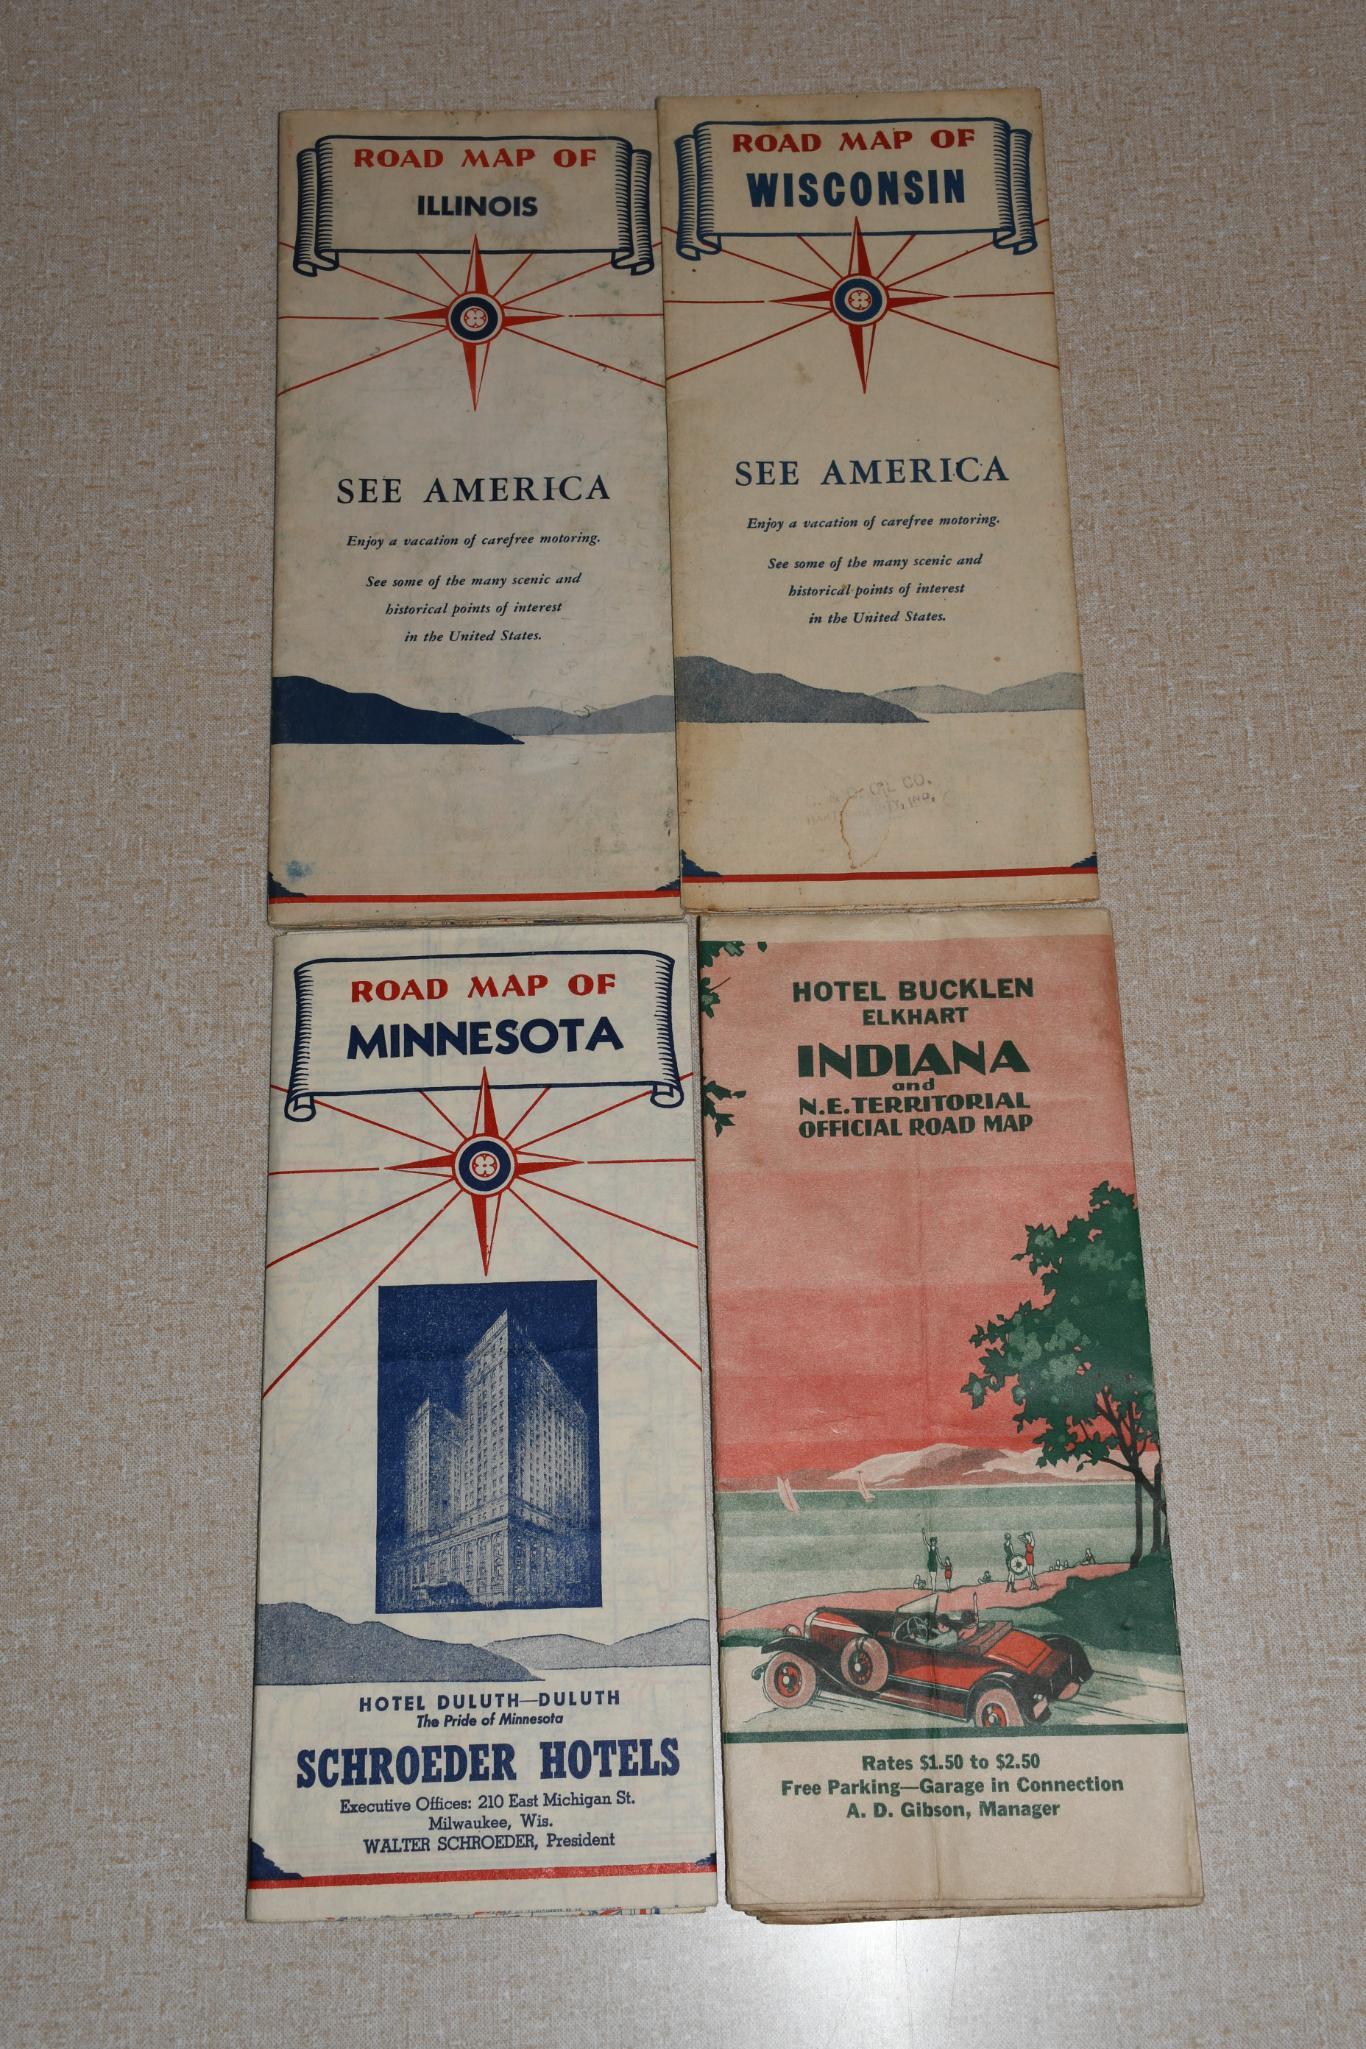 ROAD MAP OF
ILLINOIS
SEE AMERICA
Enjoy a vacation of carefree motoring.
See some of the many scenic and
historical points of interest
in the United States.
ROAD MAP OF
WISCONSIN
SEE AMERICA
Enjoy a vacation of carefree motoring.
See some of the many scenic and
historical points of interest
in the United States.
OIL CO.
IND.
ROAD MAP OF
MINNESOTA
HOTEL DULUTH—DULUTH
The Pride of Minnesota
SCHROEDER HOTELS
Executive Offices: 210 East Michigan St.
Milwaukee, Wis.
WALTER SCHROEDER, President
HOTEL BUCKLEN
ELKHART
INDIANA
and
N.E. TERRITORIAL
OFFICIAL ROAD MAP
Rates $1.50 to $2.50
Free Parking—Garage in Connection
A. D. Gibson, Manager